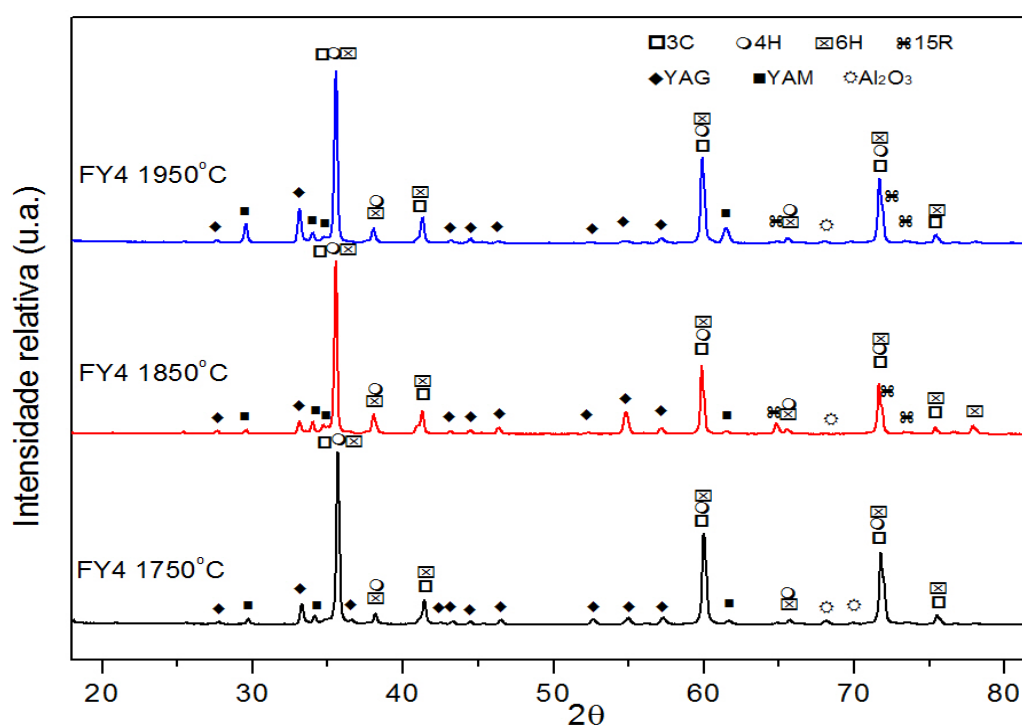 3C 4H 6H 15R
YAG YAM Al₂O₃
FY4 1950°C
FY4 1850°C
FY4 1750°C
Intensidade relativa (u.a.)
20 30 40 50 60 70 80
2θ